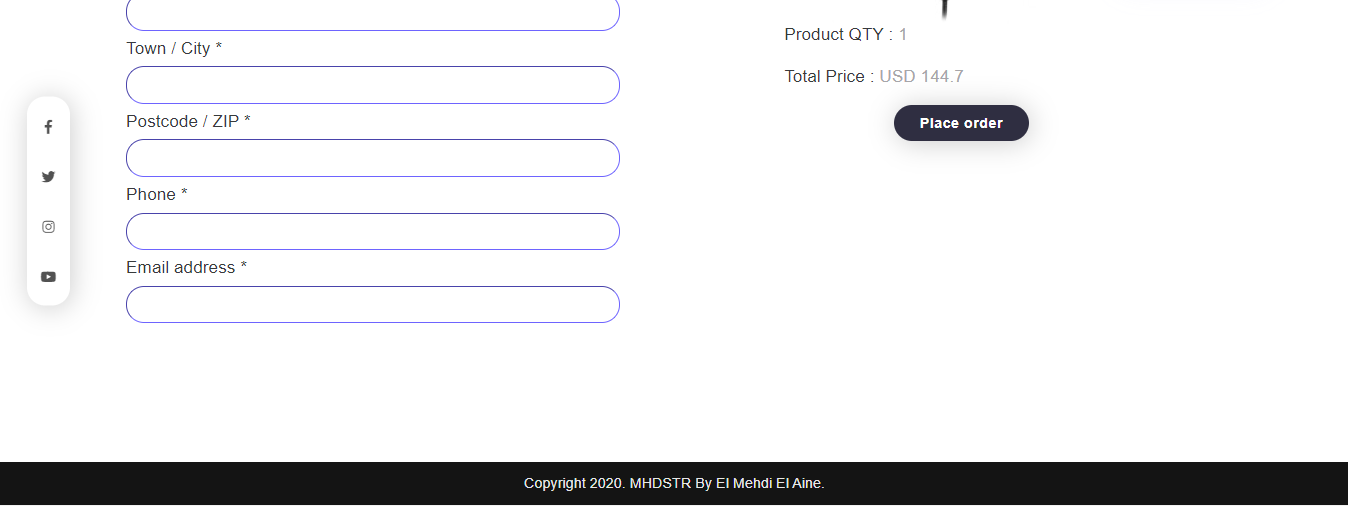 Town / City *
Postcode / ZIP *
Phone *
Email address *
Product QTY : 1
Total Price : USD 144.7
Place order
Copyright 2020. MHDSTR By El Mehdi El Aine.